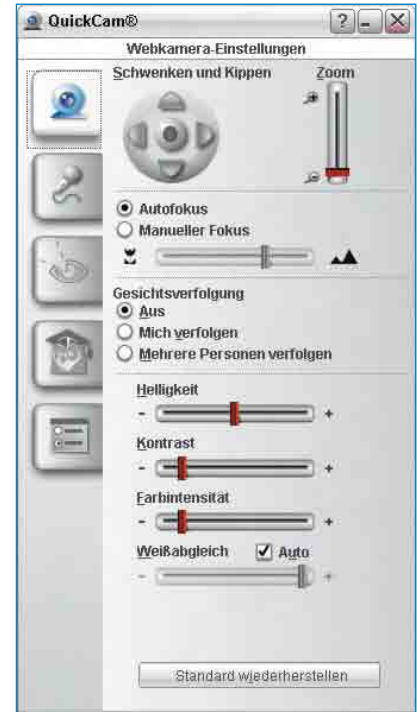 QuickCam®
Webkamera-Einstellungen
Schwenken und Kippen Zoom
Autofokus
Manueller Fokus
Gesichtsverfolgung
Aus
Mich verfolgen
Mehrere Personen verfolgen
Helligkeit
- +
Kontrast
- +
Farbintensität
- +
Weißabgleich Auto
- +
Standard wiederherstellen